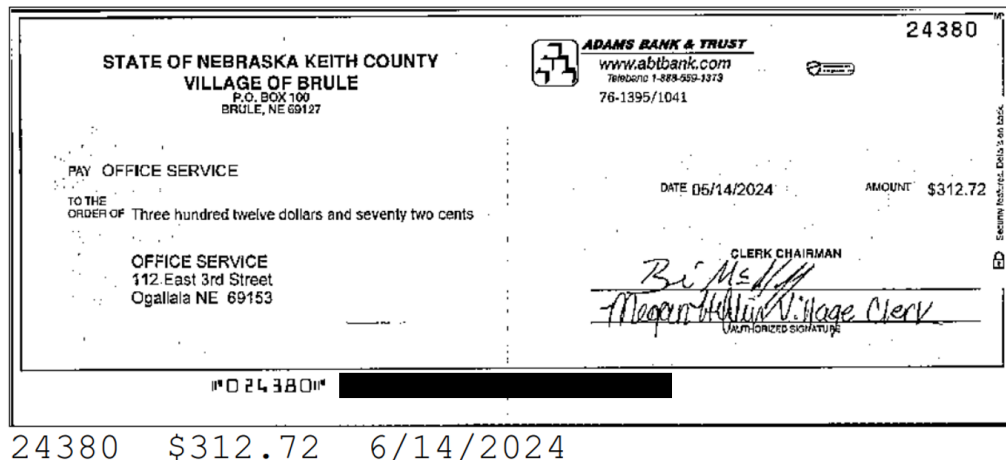 24380
STATE OF NEBRASKA KEITH COUNTY
VILLAGE OF BRULE
P.O. BOX 100
BRULE, NE 69127
ADAMS BANK & TRUST
www.abtbank.com
Telebanc 1-888-559-1373
76-1395/1041
PAY OFFICE SERVICE
DATE 05/14/2024 AMOUNT $312.72
TO THE
ORDER OF Three hundred twelve dollars and seventy two cents
OFFICE SERVICE
112 East 3rd Street
Ogallala NE 69153
CLERK CHAIRMAN
Megan Village Clerk
AUTHORIZED SIGNATURE
Security features. Details on back.
⑈024380⑈
24380 $312.72 6/14/2024